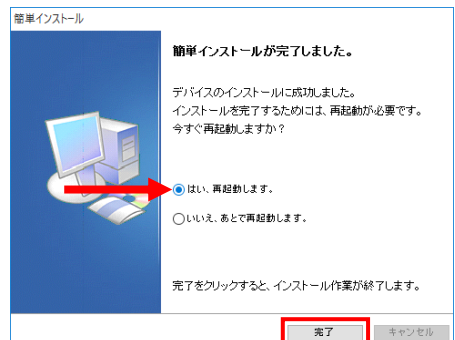 簡単インストール
簡単インストールが完了しました。
デバイスのインストールに成功しました。
インストールを完了するためには、再起動が必要です。
今すぐ再起動しますか？
はい、再起動します。
いいえ、あとで再起動します。
完了をクリックすると、インストール作業が終了します。
完了
キャンセル